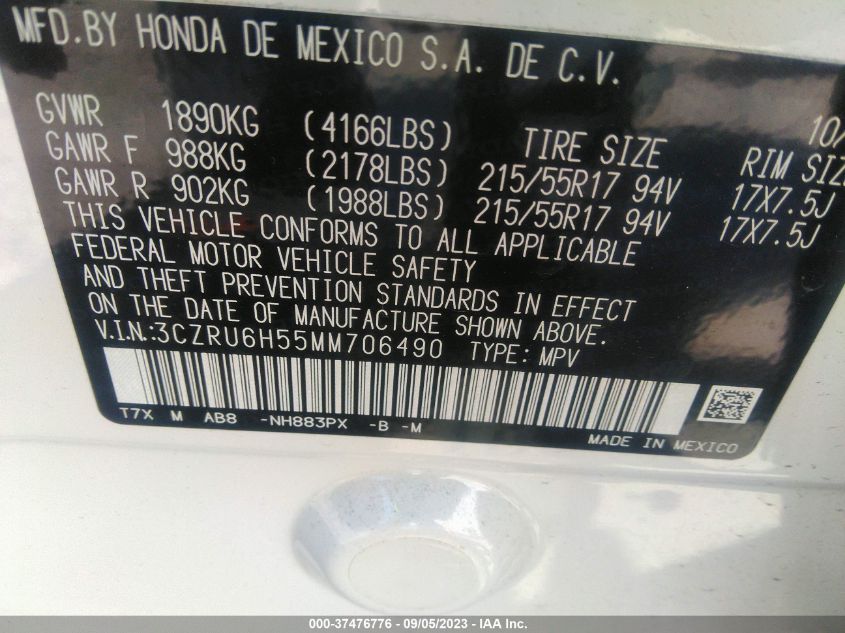 MFD.BY HONDA DE MEXICO S.A. DE C.V.
10/
GVWR 1890KG (4166LBS) TIRE SIZE RIM SIZE
GAWR F 988KG (2178LBS) 215/55R17 94V 17X7.5J
GAWR R 902KG (1988LBS) 215/55R17 94V 17X7.5J
THIS VEHICLE CONFORMS TO ALL APPLICABLE
FEDERAL MOTOR VEHICLE SAFETY
AND THEFT PREVENTION STANDARDS IN EFFECT
ON THE DATE OF MANUFACTURE SHOWN ABOVE.
V.I.N.:3CZRU6H55MM706490 TYPE: MPV
T7X M AB8 -NH883PX -B -M
MADE IN MEXICO
000-37476776 - 09/05/2023 - IAA Inc.